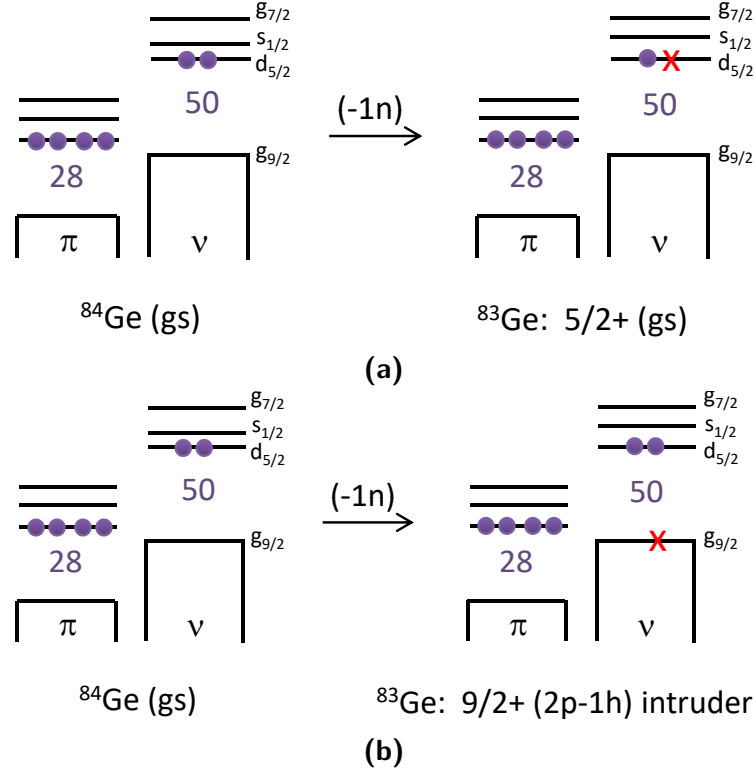 g7/2 g7/2
s1/2 s1/2
d5/2 d5/2
50 (-1n) 50
g9/2 g9/2
28 28
π ν π ν
84Ge (gs) 83Ge: 5/2+ (gs)
(a)
g7/2 g7/2
s1/2 s1/2
d5/2 d5/2
50 (-1n) 50
g9/2 g9/2
28 28
π ν π ν
84Ge (gs) 83Ge: 9/2+ (2p-1h) intruder
(b)